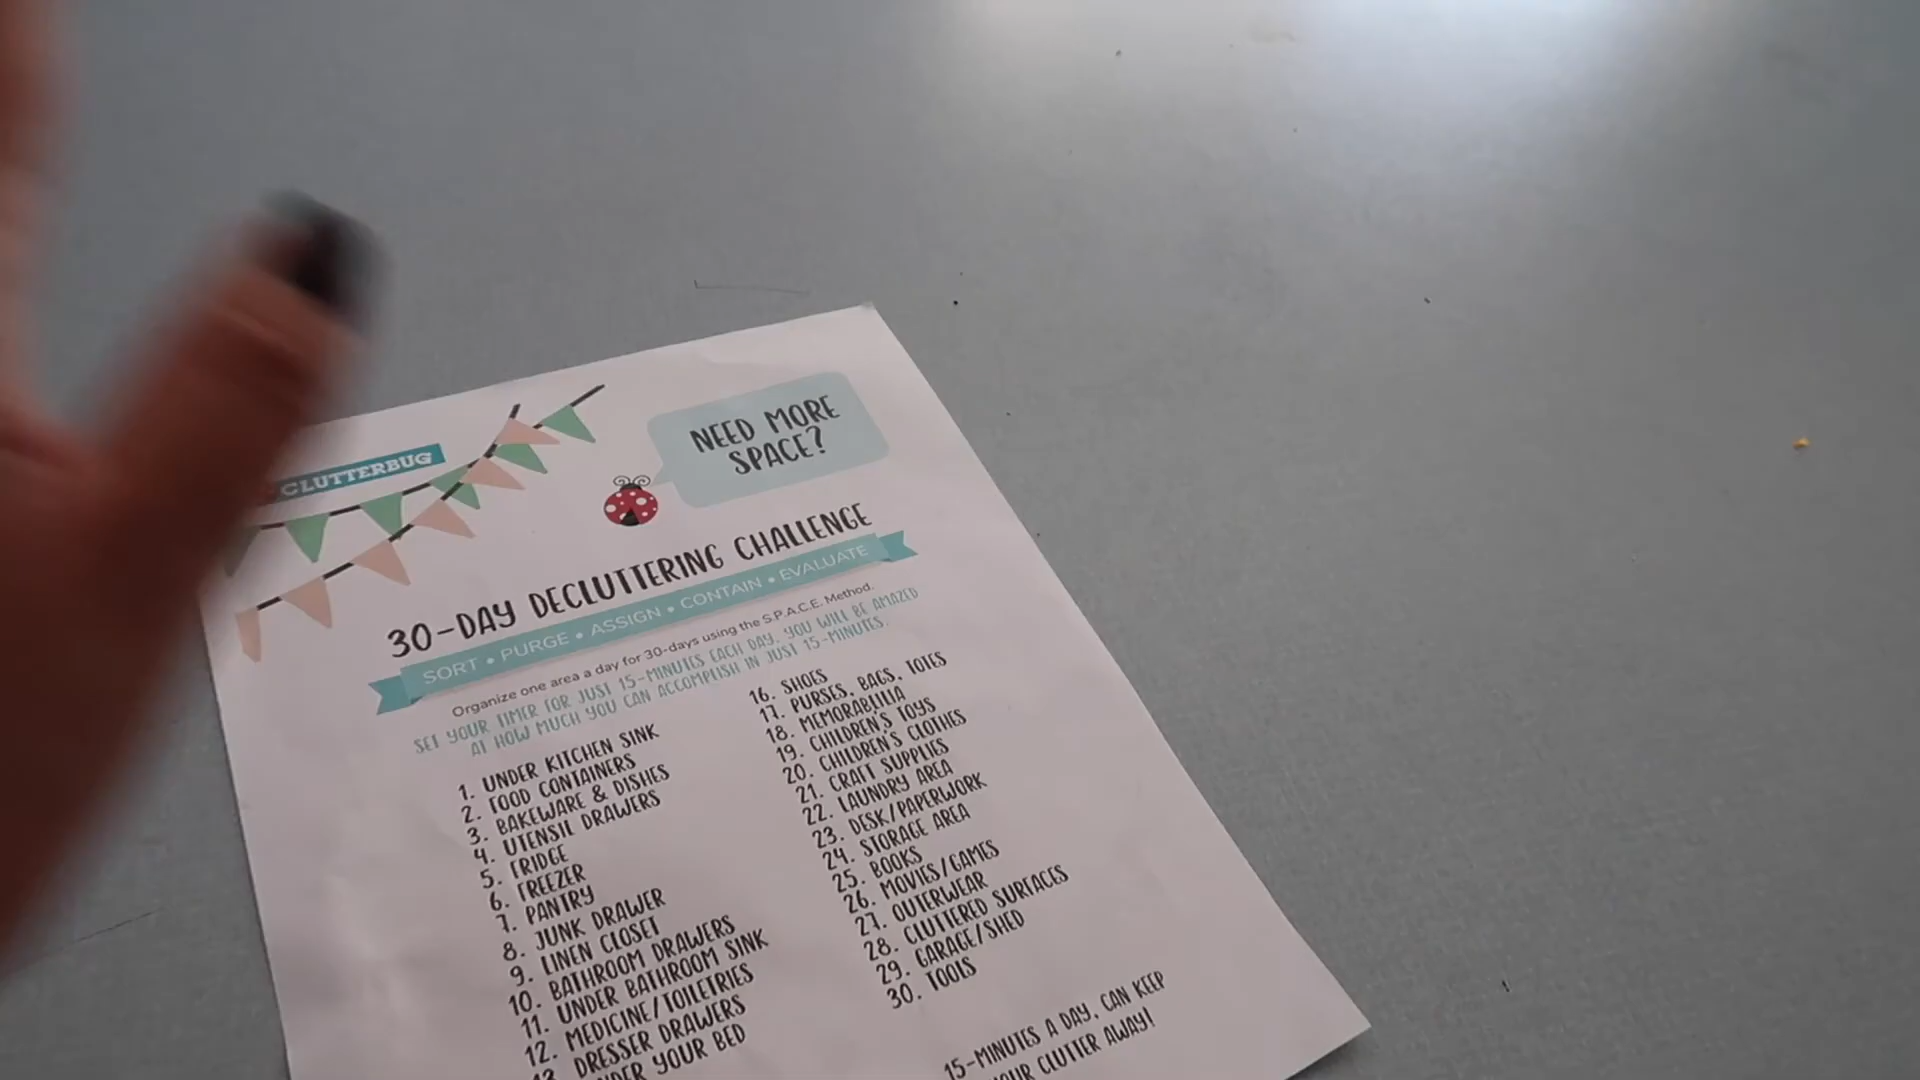 CLUTTERBUG
NEED MORE
SPACE?
30-DAY DECLUTTERING CHALLENGE
SORT • PURGE • ASSIGN • CONTAIN • EVALUATE
Organize one area a day for 30-days using the S.P.A.C.E. Method.
SET YOUR TIMER FOR JUST 15-MINUTES EACH DAY. YOU WILL BE AMAZED
AT HOW MUCH YOU CAN ACCOMPLISH IN JUST 15-MINUTES.
1. UNDER KITCHEN SINK
2. FOOD CONTAINERS
3. BAKEWARE & DISHES
4. UTENSIL DRAWERS
5. FRIDGE
6. FREEZER
7. PANTRY
8. JUNK DRAWER
9. LINEN CLOSET
10. BATHROOM DRAWERS
11. UNDER BATHROOM SINK
12. MEDICINE/TOILETRIES
13. DRESSER DRAWERS
YOUR BED
16. SHOES
17. PURSES, BAGS, TOTES
18. MEMORABLILIA
19. CHILDREN'S TOYS
20. CHILDREN'S CLOTHES
21. CRAFT SUPPLIES
22. LAUNDRY AREA
23. DESK/PAPERWORK
24. STORAGE AREA
25. BOOKS
26. MOVIES/GAMES
27. OUTERWEAR
28. CLUTTERED SURFACES
29. GARAGE/SHED
30. TOOLS
15-MINUTES A DAY, CAN KEEP
CLUTTER AWAY!